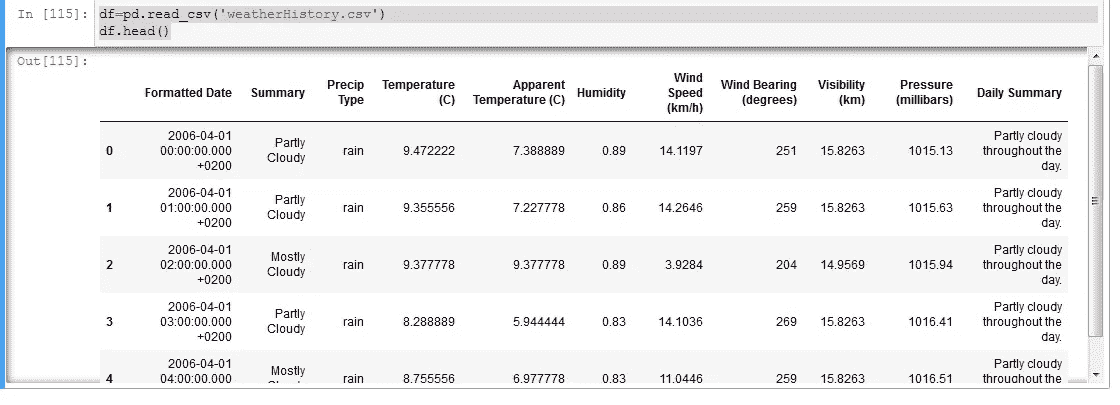 In [115]: df=pd.read_csv('weatherHistory.csv')
df.head()
Out[115]:
Formatted Date Summary Precip Type Temperature (C) Apparent Temperature (C) Humidity Wind Speed (km/h) Wind Bearing (degrees) Visibility (km) Pressure (millibars) Daily Summary
0 2006-04-01 00:00:00.000 +0200 Partly Cloudy rain 9.472222 7.388889 0.89 14.1197 251 15.8263 1015.13 Partly cloudy throughout the day.
1 2006-04-01 01:00:00.000 +0200 Partly Cloudy rain 9.355556 7.227778 0.86 14.2646 259 15.8263 1015.63 Partly cloudy throughout the day.
2 2006-04-01 02:00:00.000 +0200 Mostly Cloudy rain 9.377778 9.377778 0.89 3.9284 204 14.9569 1015.94 Partly cloudy throughout the day.
3 2006-04-01 03:00:00.000 +0200 Partly Cloudy rain 8.288889 5.944444 0.83 14.1036 269 15.8263 1016.41 Partly cloudy throughout the day.
4 2006-04-01 04:00:00.000 Mostly rain 8.755556 6.977778 0.83 11.0446 259 15.8263 1016.51 Partly cloudy throughout the